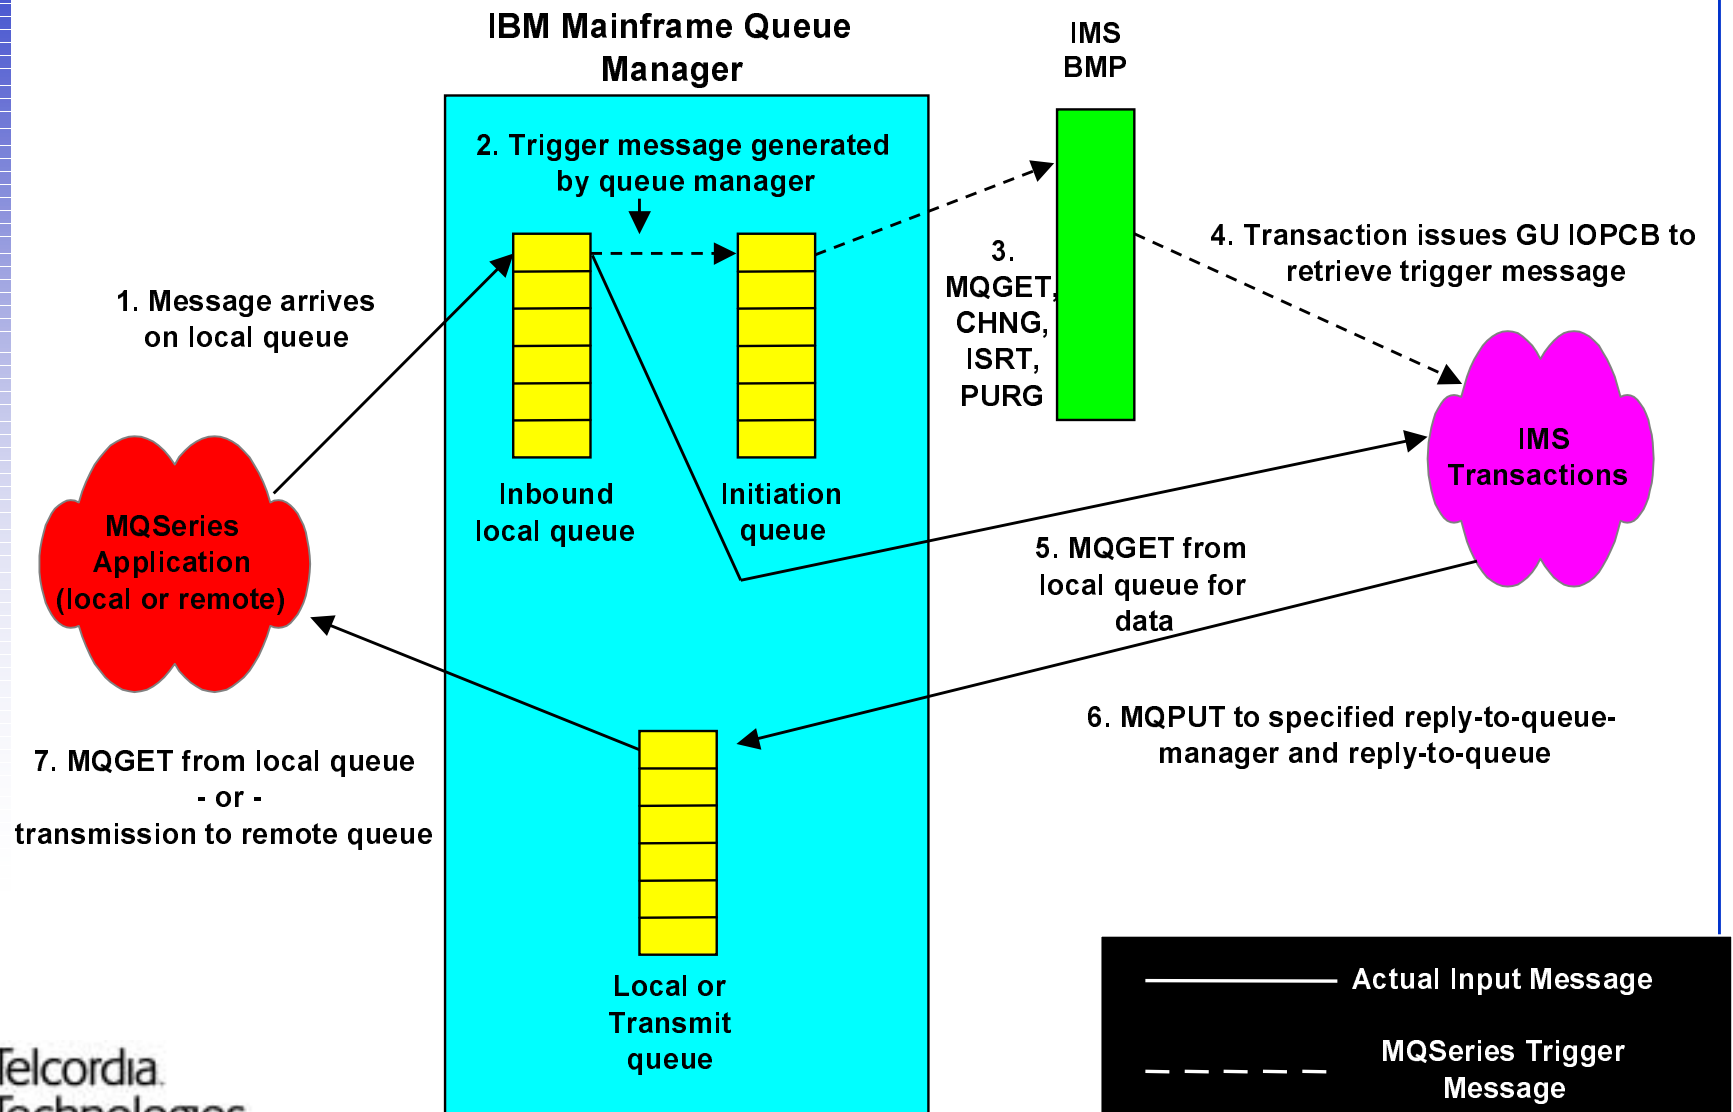 IBM Mainframe Queue
Manager
IMS
BMP
2. Trigger message generated
by queue manager
3.
MQGET,
CHNG,
ISRT,
PURG
4. Transaction issues GU IOPCB to
retrieve trigger message
1. Message arrives
on local queue
IMS
Transactions
Inbound
local queue
Initiation
queue
MQSeries
Application
(local or remote)
5. MQGET from
local queue for
data
6. MQPUT to specified reply-to-queue-
manager and reply-to-queue
7. MQGET from local queue
- or -
transmission to remote queue
Local or
Transmit
queue
Actual Input Message
MQSeries Trigger
Message
Telcordia
Technologies